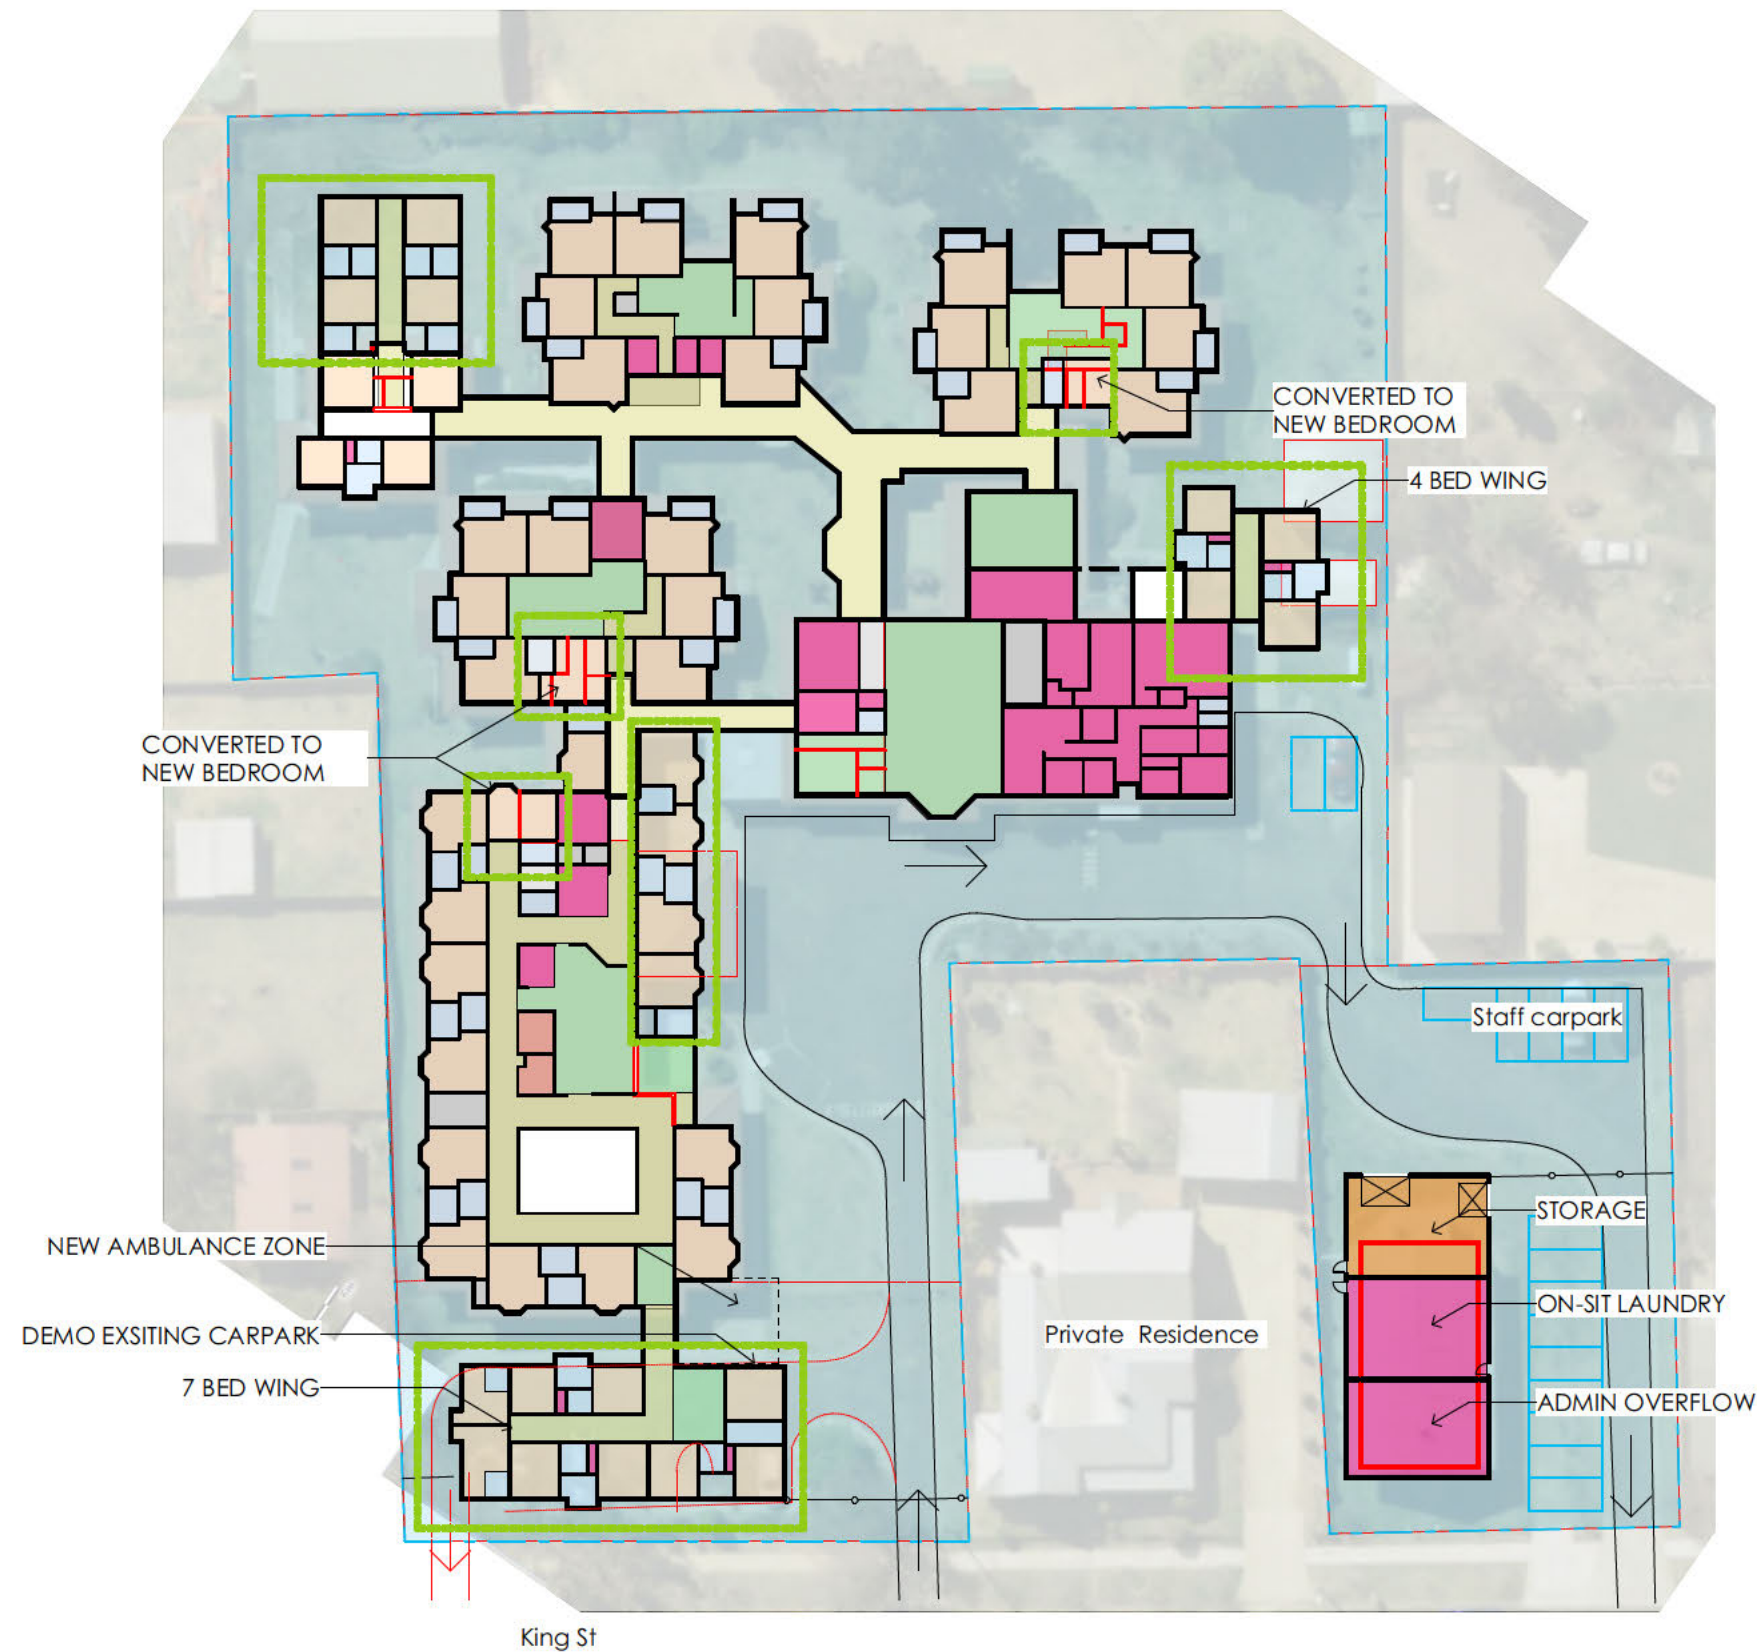 CONVERTED TO
NEW BEDROOM
4 BED WING
CONVERTED TO
NEW BEDROOM
Staff carpark
STORAGE
NEW AMBULANCE ZONE
ON-SIT LAUNDRY
DEMO EXSITING CARPARK
Private Residence
7 BED WING
ADMIN OVERFLOW
King St